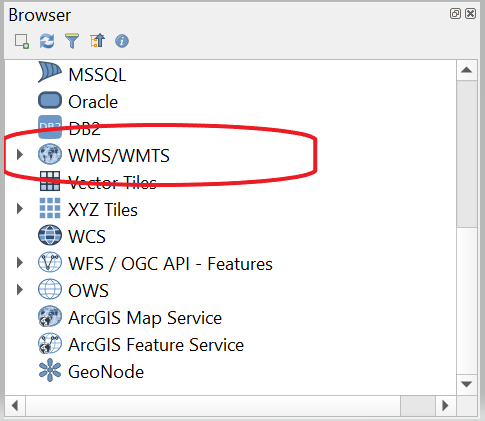 Browser
MSSQL
Oracle
DB2
WMS/WMTS
Vector Tiles
XYZ Tiles
WCS
WFS / OGC API - Features
OWS
ArcGIS Map Service
ArcGIS Feature Service
GeoNode